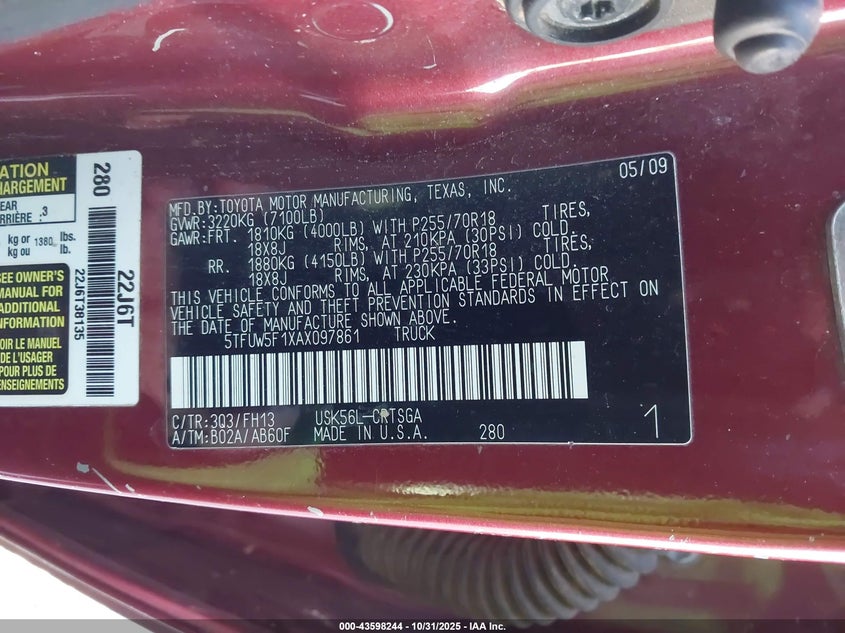 ATION
HARGEMENT
EAR
RRIÈRE :3
kg or 1380 lbs.
kg ou lb.
SEE OWNER'S
MANUAL FOR
ADDITIONAL
INFORMATION
OIR LE MANUEL
DE L'USAGER
POUR PLUS DE
RENSEIGNEMENTS
280
22J6T
22J6T38135
05/09
MFD.BY:TOYOTA MOTOR MANUFACTURING, TEXAS, INC.
GVWR:3220KG (7100LB)
GAWR:FRT. 1810KG (4000LB) WITH P255/70R18 TIRES,
18X8J RIMS, AT 210KPA (30PSI) COLD.
RR. 1880KG (4150LB) WITH P255/70R18 TIRES,
18X8J RIMS, AT 230KPA (33PSI) COLD.
THIS VEHICLE CONFORMS TO ALL APPLICABLE FEDERAL MOTOR
VEHICLE SAFETY AND THEFT PREVENTION STANDARDS IN EFFECT ON
THE DATE OF MANUFACTURE SHOWN ABOVE.
5TFUW5F1XAX097861 TRUCK
C/TR:3Q3/FH13 USK56L-CRTSGA
A/TM:B02A/AB60F MADE IN U.S.A. 280 1
000-43598244 - 10/31/2025 - IAA Inc.